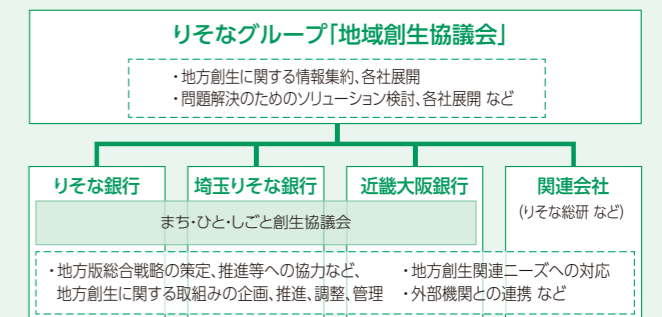 りそなグループ「地域創生協議会」
・地方創生に関する情報集約、各社展開
・問題解決のためのソリューション検討、各社展開 など
りそな銀行
埼玉りそな銀行
近畿大阪銀行
関連会社
(りそな総研 など)
まち・ひと・しごと創生協議会
・地方版総合戦略の策定、推進等への協力など、
地方創生に関する取組みの企画、推進、調整、管理
・地方創生関連ニーズへの対応
・外部機関との連携 など